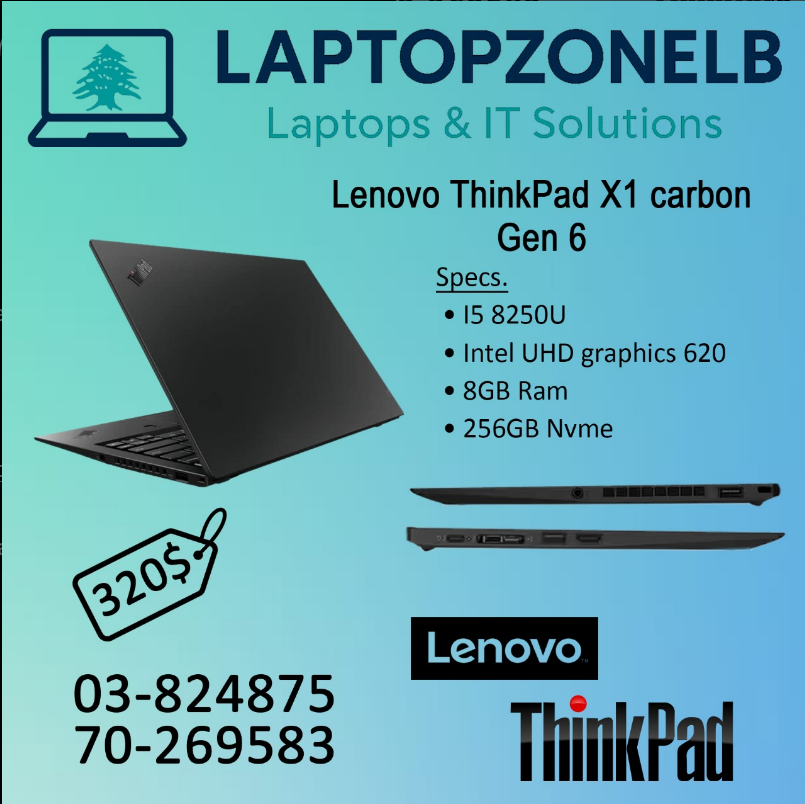 LAPTOPZONELB
Laptops & IT Solutions
Lenovo ThinkPad X1 carbon
Gen 6
Specs.
• I5 8250U
• Intel UHD graphics 620
• 8GB Ram
• 256GB Nvme
320$
03-824875
70-269583
Lenovo
ThinkPad